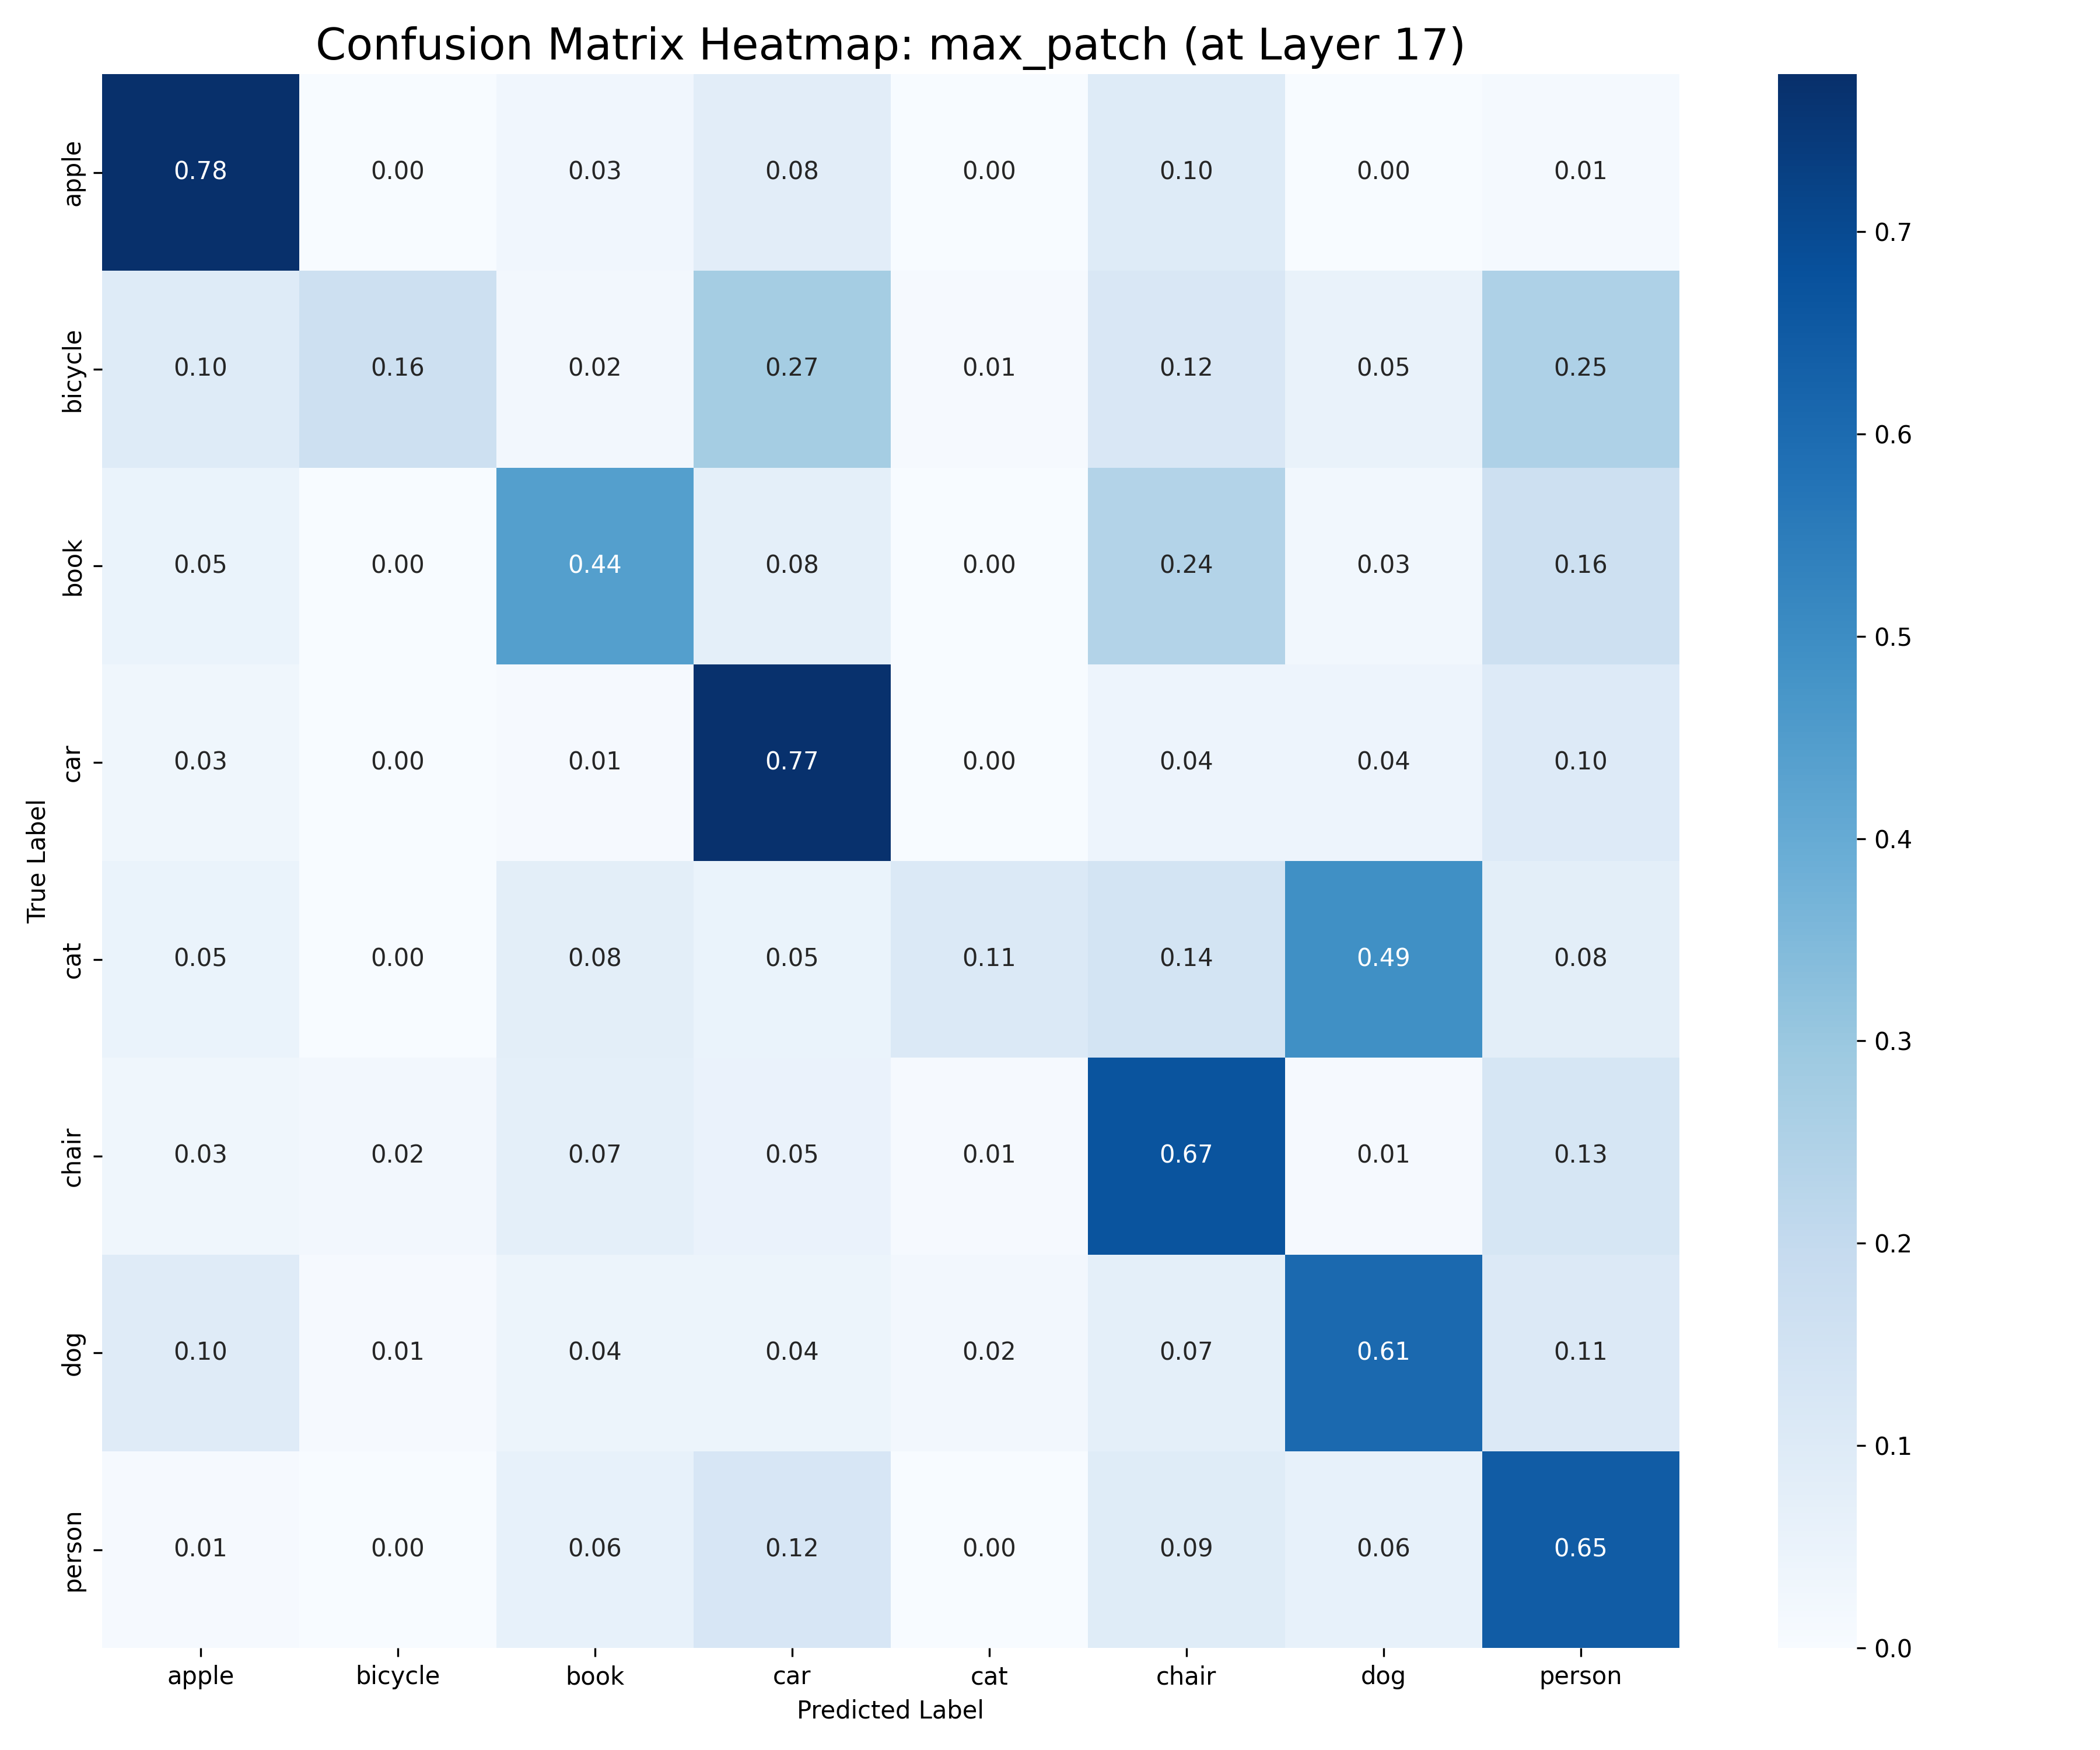 Confusion Matrix Heatmap: max_patch (at Layer 17)
True Label
apple 0.78 0.00 0.03 0.08 0.00 0.10 0.00 0.01
bicycle 0.10 0.16 0.02 0.27 0.01 0.12 0.05 0.25
book 0.05 0.00 0.44 0.08 0.00 0.24 0.03 0.16
car 0.03 0.00 0.01 0.77 0.00 0.04 0.04 0.10
cat 0.05 0.00 0.08 0.05 0.11 0.14 0.49 0.08
chair 0.03 0.02 0.07 0.05 0.01 0.67 0.01 0.13
dog 0.10 0.01 0.04 0.04 0.02 0.07 0.61 0.11
person 0.01 0.00 0.06 0.12 0.00 0.09 0.06 0.65
apple bicycle book car cat chair dog person
Predicted Label
0.7
0.6
0.5
0.4
0.3
0.2
0.1
0.0